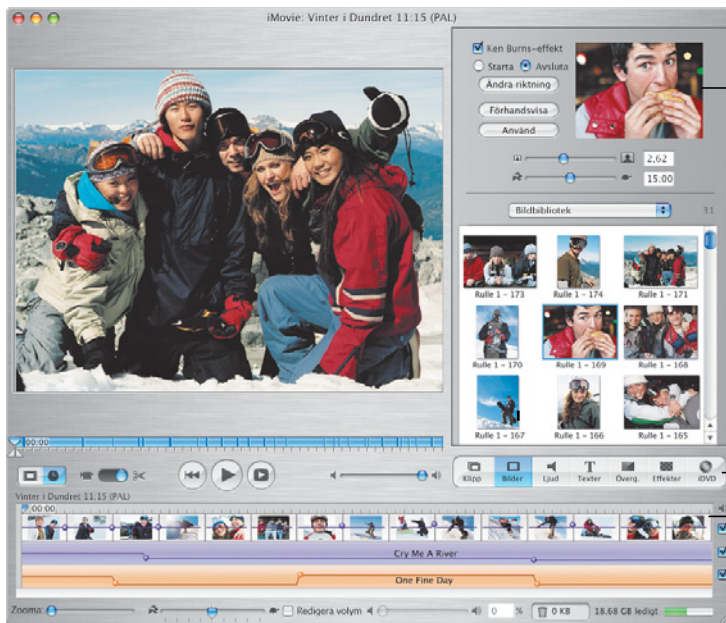 iMovie: Vinter i Dundret 11:15 (PAL)
Ken Burns-effekt
Starta Avsluta
Ändra riktning
Förhandsvisa
Använd
2,62
15.00
Bildbibliotek 31
Rulle 1 - 173 Rulle 1 - 174 Rulle 1 - 171
Rulle 1 - 170 Rulle 1 - 169 Rulle 1 - 168
Rulle 1 - 167 Rulle 1 - 166 Rulle 1 - 165
00:00
Klipp Bilder Ljud Texter Överg. Effekter iDVD
Vinter i Dundret 11:15 (PAL)
00:00
Cry Me A River
One Fine Day
Zooma: Redigera volym 0 % 0 KB 18.68 GB ledigt